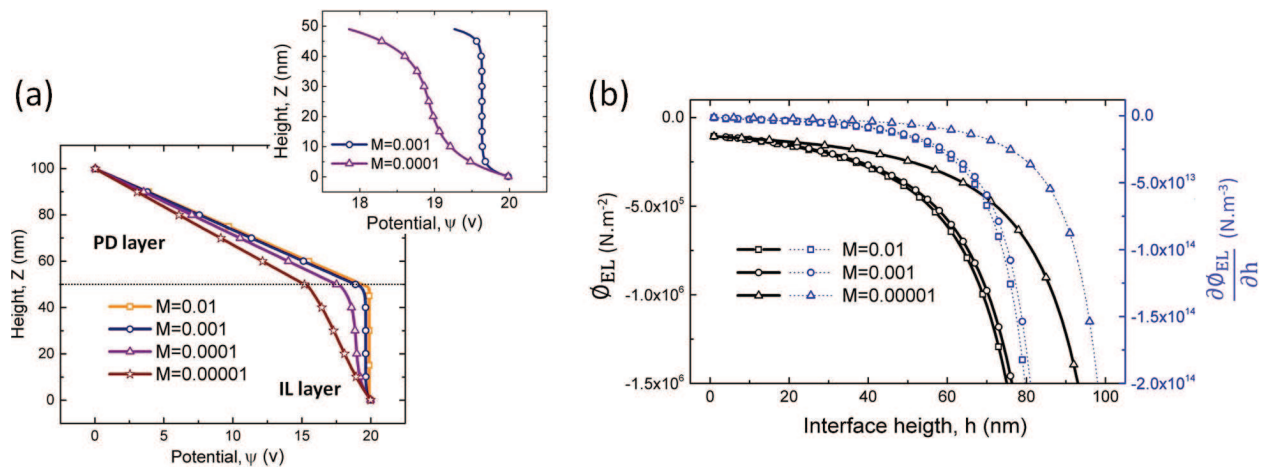 (a)
50
40
30
20
10
0
Height, Z (nm)
M=0.001
M=0.0001
18
19
20
Potential, ψ (v)
100
80
60
40
20
0
Height, Z (nm)
PD layer
M=0.01
M=0.001
M=0.0001
M=0.00001
IL layer
0
5
10
15
20
Potential, ψ (v)
(b)
0.0
-5.0x10⁵
-1.0x10⁶
-1.5x10⁶
ϕEL (N.m⁻²)
M=0.01
M=0.001
M=0.00001
0
20
40
60
80
100
Interface heigth, h (nm)
0.0
-5.0x10¹³
-1.0x10¹⁴
-1.5x10¹⁴
-2.0x10¹⁴
∂ϕEL/∂h (N.m⁻³)